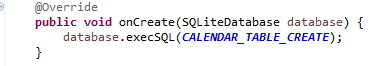 @Override
public void onCreate(SQLiteDatabase database) {
database.execSQL(CALENDAR_TABLE_CREATE);
}